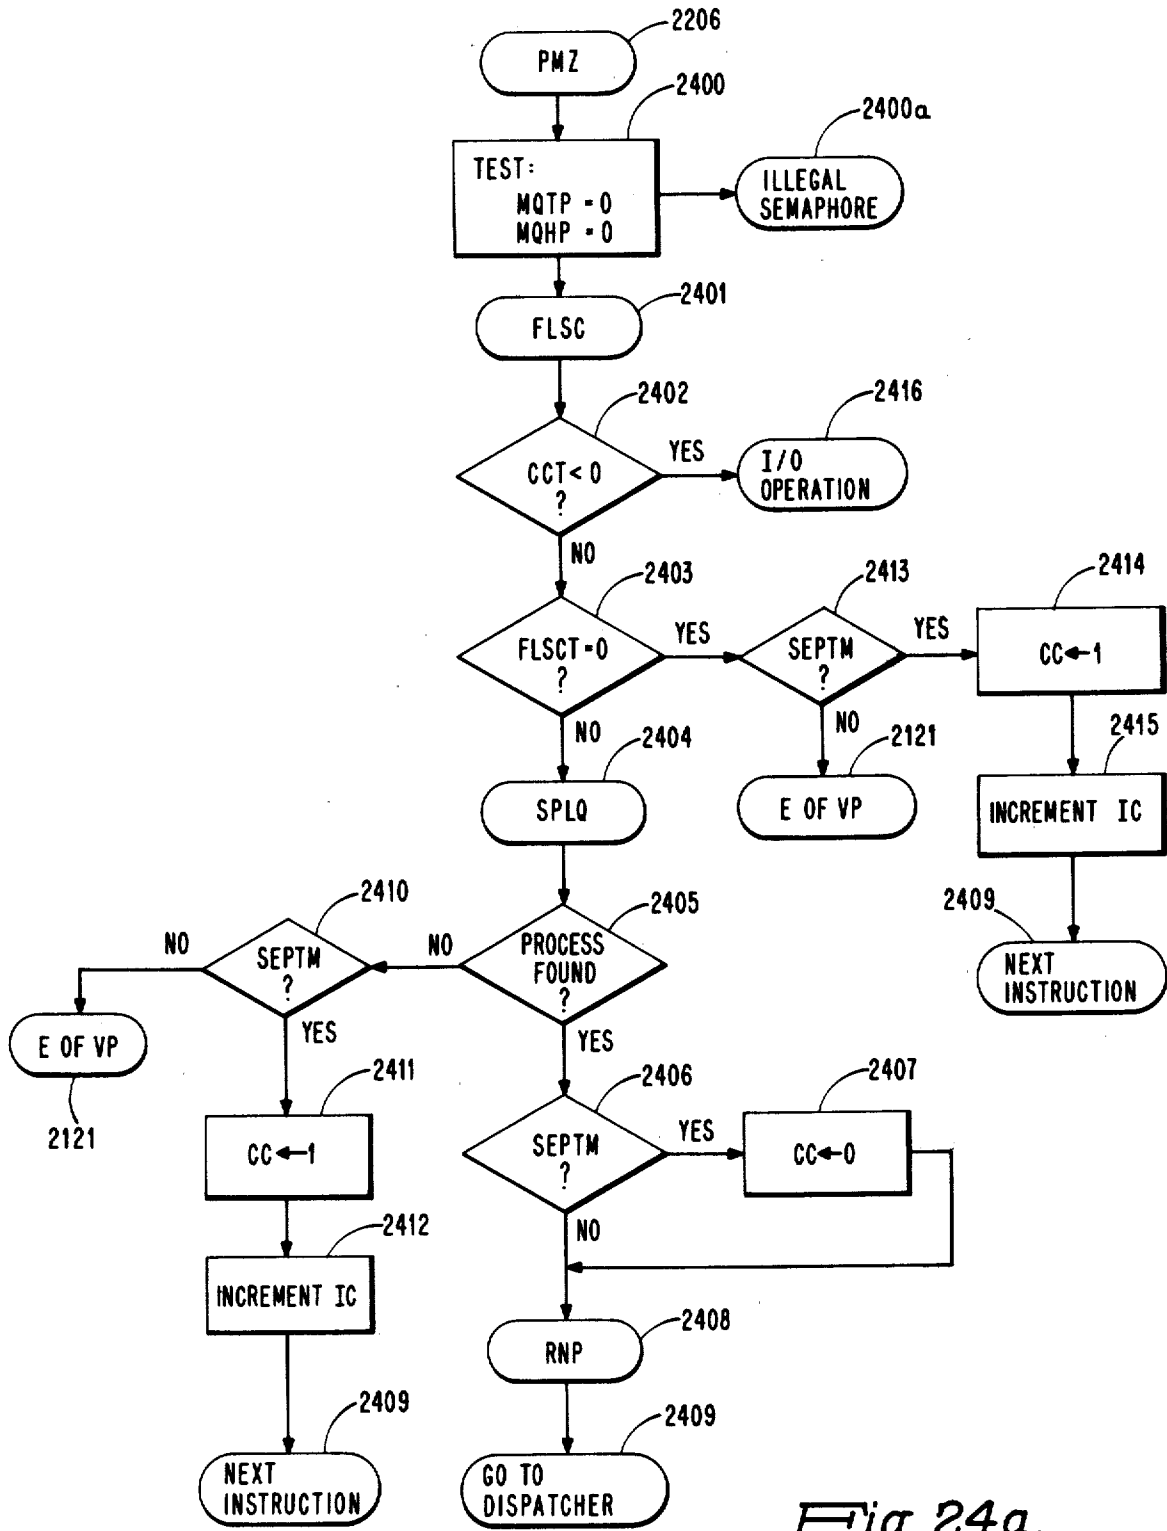 2206
PMZ
2400
TEST:
MQTP = 0
MQHP = 0
2400a
ILLEGAL
SEMAPHORE
2401
FLSC
2402
CCT < 0
?
YES
NO
2416
I/O
OPERATION
2403
FLSCT = 0
?
YES
NO
2413
SEPTM
?
YES
NO
2414
CC←1
2415
INCREMENT IC
2409
NEXT
INSTRUCTION
2121
E OF VP
2404
SPLQ
2405
PROCESS
FOUND
?
NO
YES
2410
SEPTM
?
NO
YES
E OF VP
2121
2411
CC←1
2412
INCREMENT IC
2409
NEXT
INSTRUCTION
2406
SEPTM
?
YES
NO
2407
CC←0
2408
RNP
2409
GO TO
DISPATCHER
Fig. 24a.